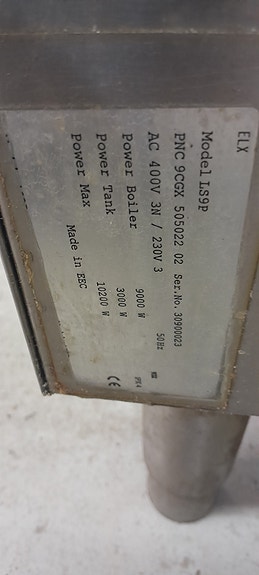 ELX
Model LS9P
PNC 9CGX 505022 02 Ser.No. 30900023
AC 400V 3N / 230V 3 50Hz
Power Boiler 9000 W
Power Tank 3000 W
Power Max 10200 W
Made in EEC CE